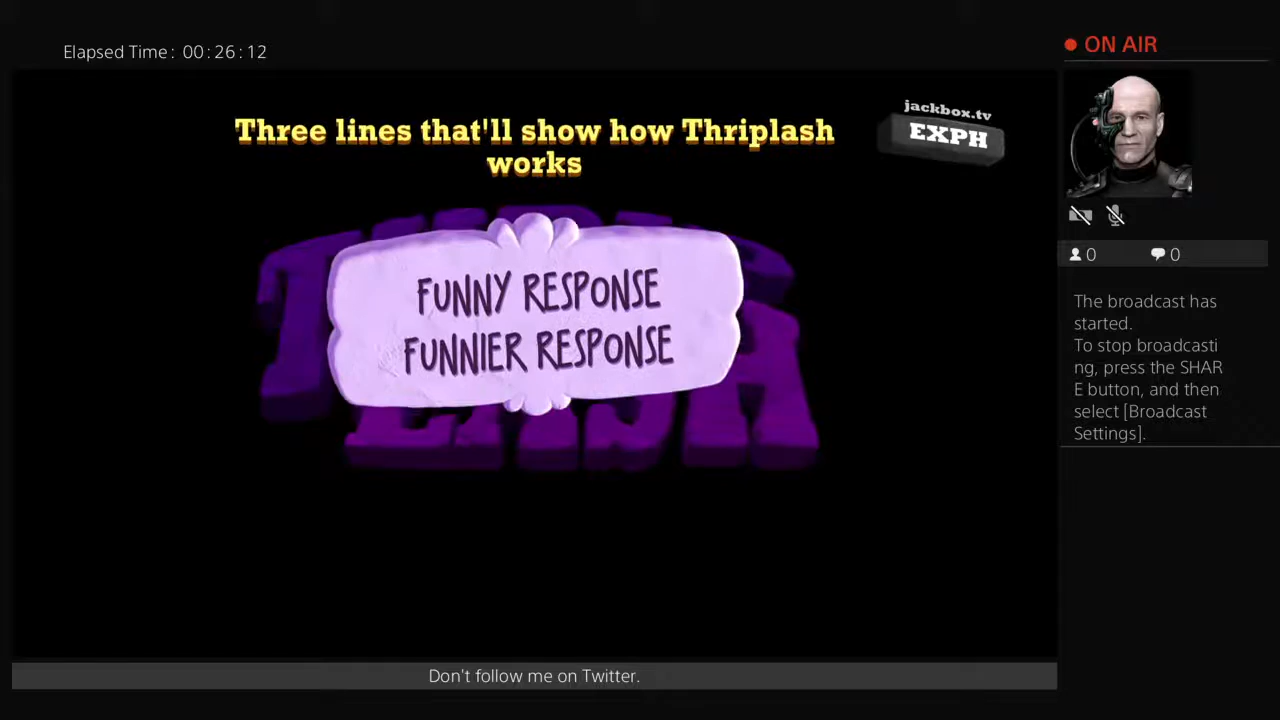 Elapsed Time: 00:26:12
ON AIR
Three lines that'll show how Thriplash
works
jackbox.tv
EXPH
FUNNY RESPONSE
FUNNIER RESPONSE
0
0
The broadcast has
started.
To stop broadcasti
ng, press the SHAR
E button, and then
select [Broadcast
Settings].
Don't follow me on Twitter.